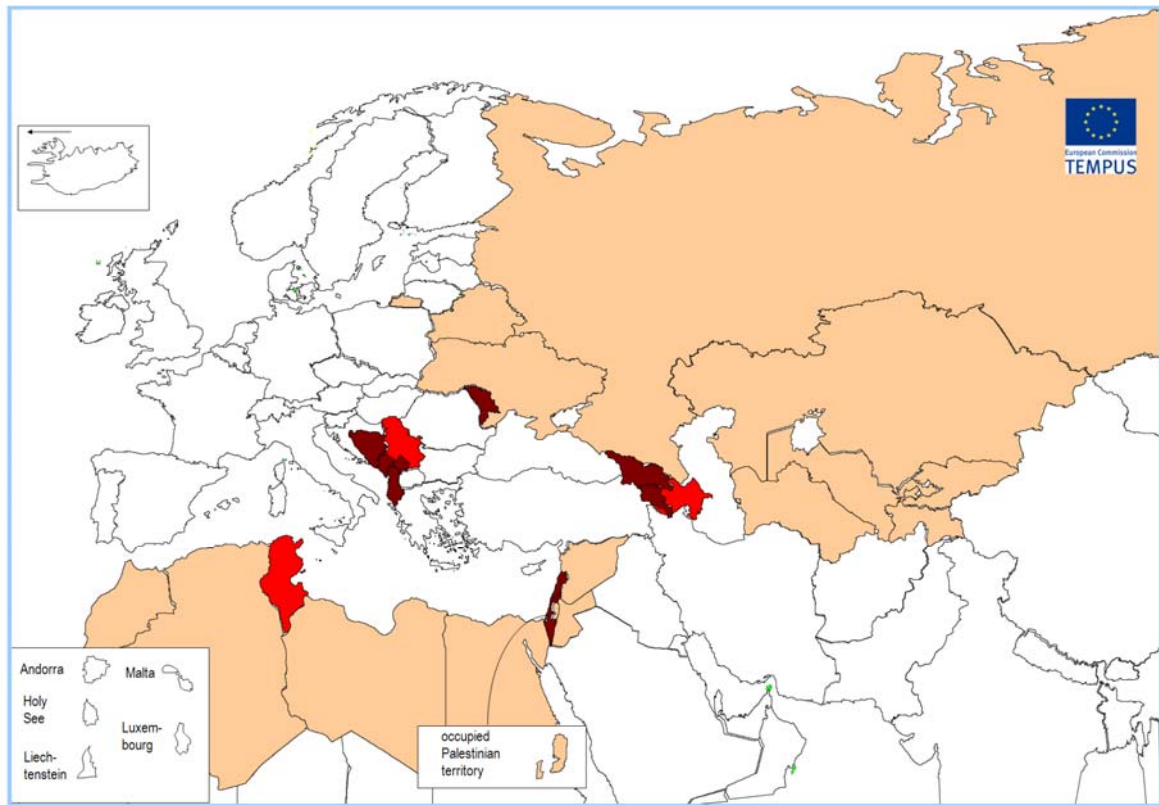 European Commission
TEMPUS
Andorra
Malta
Holy
See
Luxem-
bourg
Liech-
tenstein
occupied
Palestinian
territory